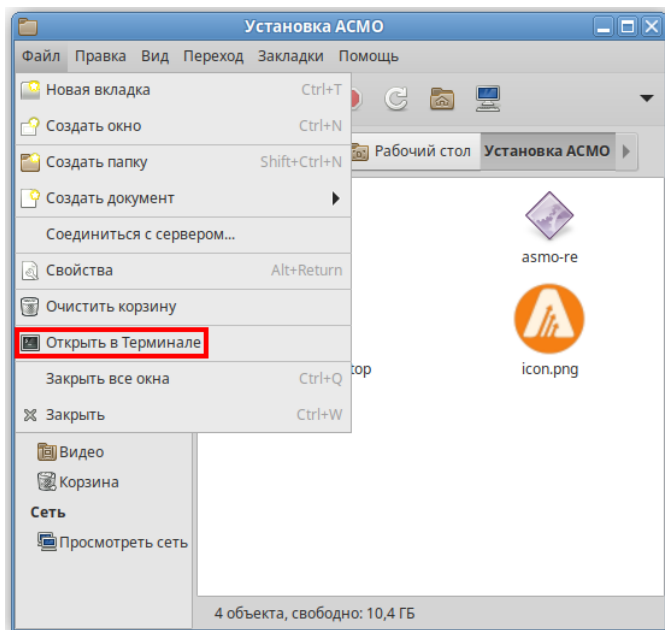 Установка АСМО
Файл Правка Вид Переход Закладки Помощь
Новая вкладка Ctrl+T
Создать окно Ctrl+N
Создать папку Shift+Ctrl+N
Создать документ
Соединиться с сервером...
Свойства Alt+Return
Очистить корзину
Открыть в Терминале
Закрыть все окна Ctrl+Q
Закрыть Ctrl+W
Рабочий стол Установка АСМО
asmo-re
top icon.png
Видео
Корзина
Сеть
Просмотреть сеть
4 объекта, свободно: 10,4 ГБ